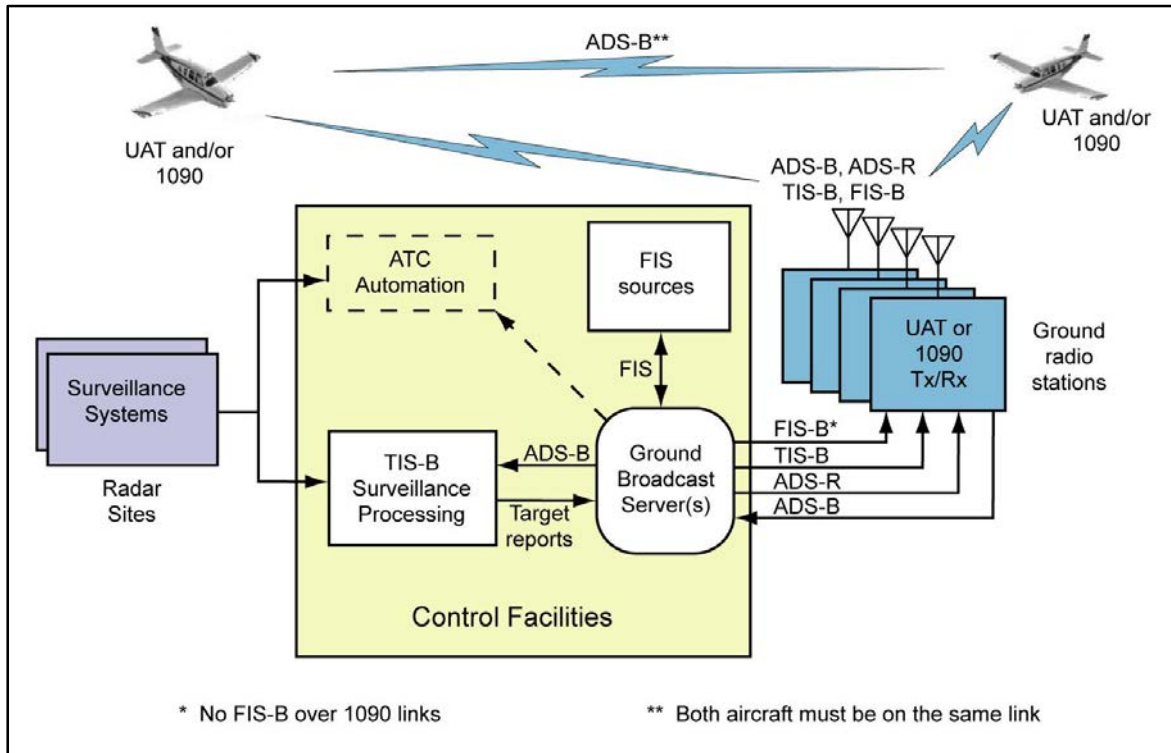 ADS-B**
UAT and/or
1090
UAT and/or
1090
ADS-B, ADS-R
TIS-B, FIS-B
ATC
Automation
FIS
sources
UAT or
1090
Tx/Rx
Ground
radio
stations
Surveillance
Systems
Radar
Sites
FIS
TIS-B
Surveillance
Processing
ADS-B
Target
reports
Ground
Broadcast
Server(s)
FIS-B*
TIS-B
ADS-R
ADS-B
Control Facilities
* No FIS-B over 1090 links
** Both aircraft must be on the same link